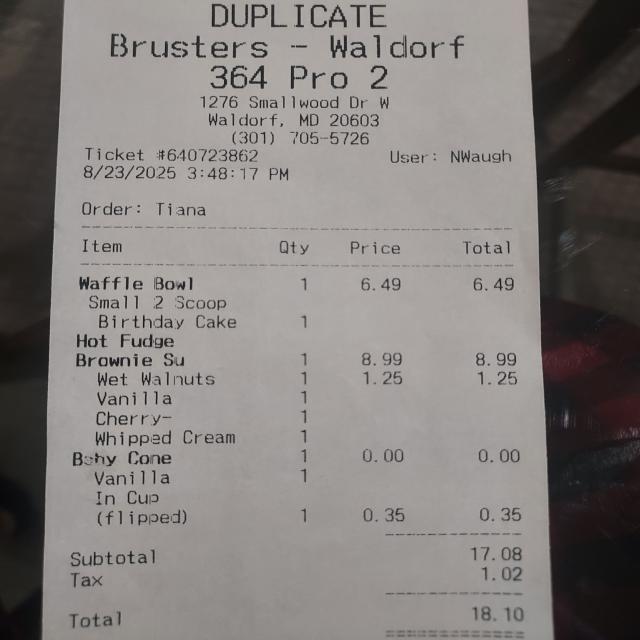 DUPLICATE
Brusters - Waldorf
364 Pro 2
1276 Smallwood Dr W
Waldorf, MD 20603
(301) 705-5726
Ticket #640723862 User: NWaugh
8/23/2025 3:48:17 PM
Order: Tiana
Item Qty Price Total
Waffle Bowl 1 6.49 6.49
Small 2 Scoop
Birthday Cake 1
Hot Fudge
Brownie Su 1 8.99 8.99
Wet Walnuts 1 1.25 1.25
Vanilla 1
Cherry- 1
Whipped Cream 1
Baby Cone 1 0.00 0.00
Vanilla 1
In Cup
(flipped) 1 0.35 0.35
Subtotal 17.08
Tax 1.02
Total 18.10